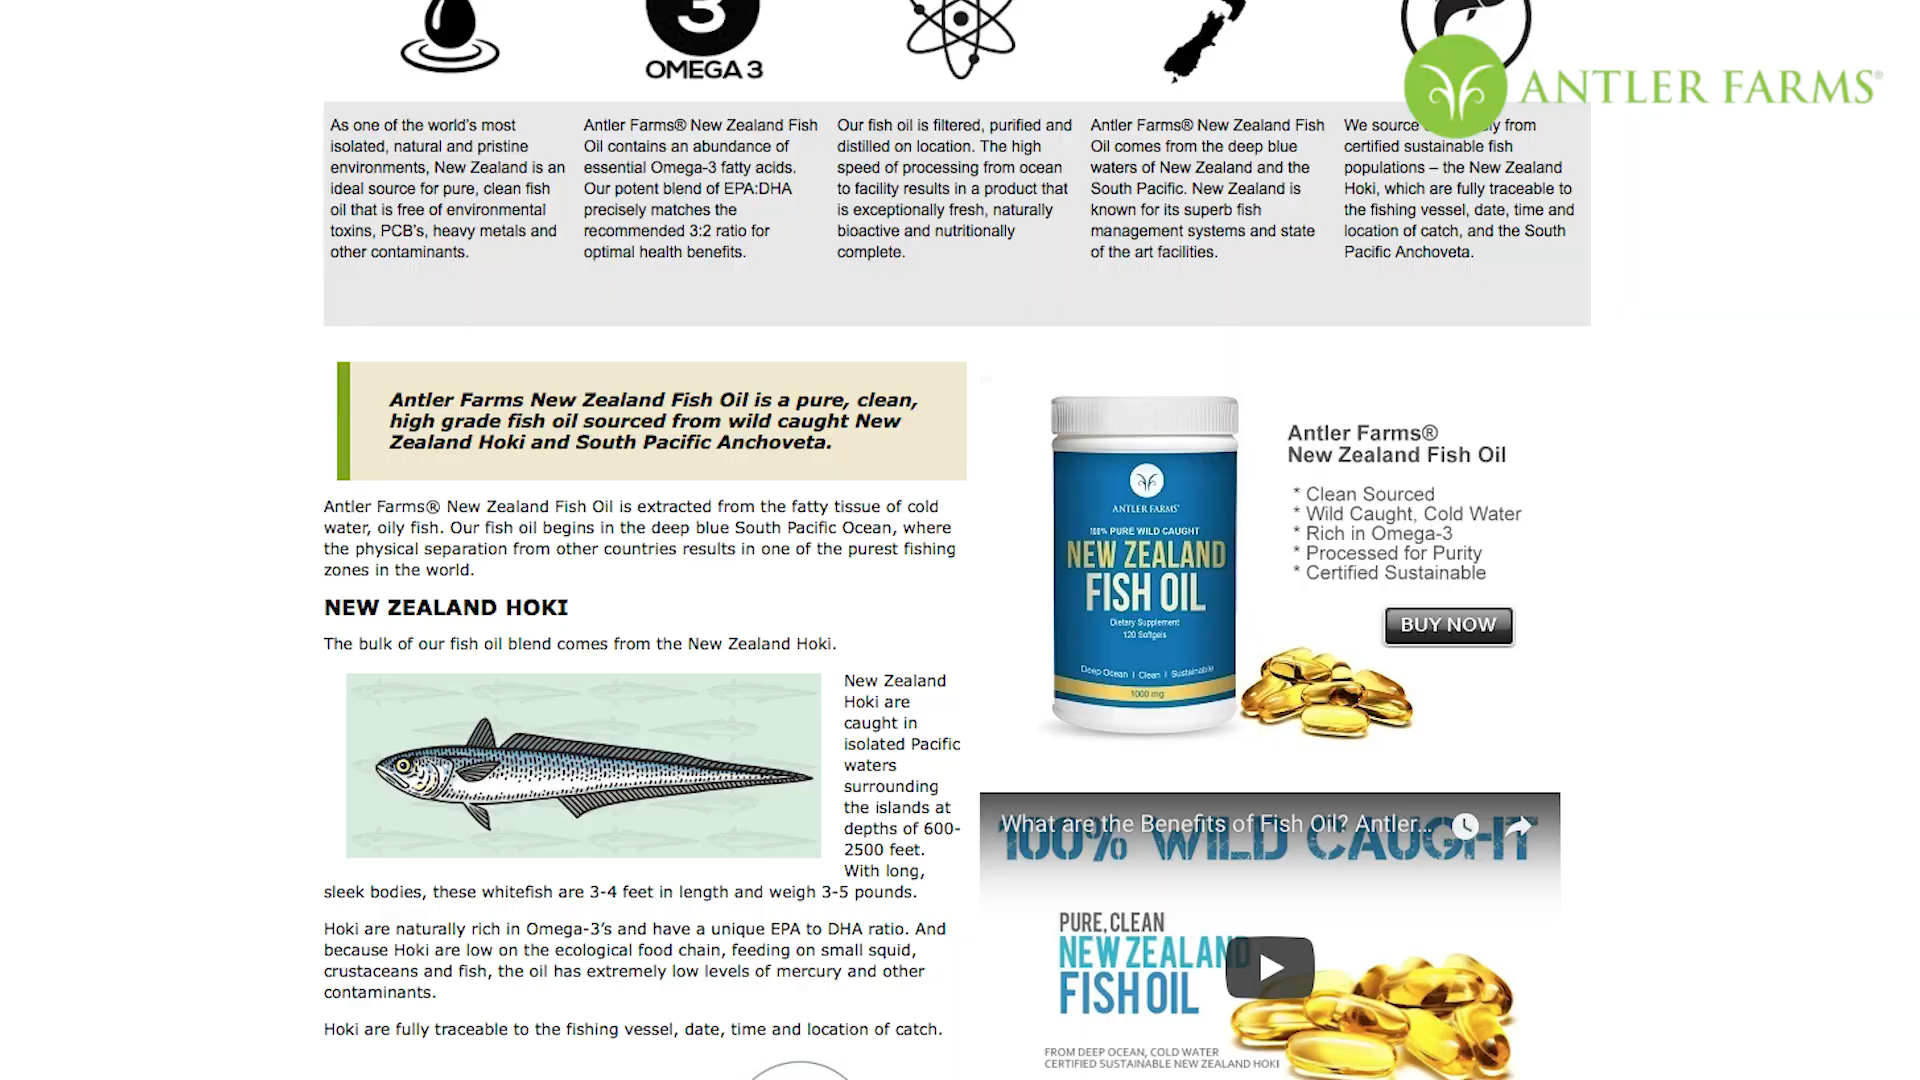 3
OMEGA 3
ANTLER FARMS®
As one of the world's most
isolated, natural and pristine
environments, New Zealand is an
ideal source for pure, clean fish
oil that is free of environmental
toxins, PCB's, heavy metals and
other contaminants.
Antler Farms® New Zealand Fish
Oil contains an abundance of
essential Omega-3 fatty acids.
Our potent blend of EPA:DHA
precisely matches the
recommended 3:2 ratio for
optimal health benefits.
Our fish oil is filtered, purified and
distilled on location. The high
speed of processing from ocean
to facility results in a product that
is exceptionally fresh, naturally
bioactive and nutritionally
complete.
Antler Farms® New Zealand Fish
Oil comes from the deep blue
waters of New Zealand and the
South Pacific. New Zealand is
known for its superb fish
management systems and state
of the art facilities.
We source from
certified sustainable fish
populations – the New Zealand
Hoki, which are fully traceable to
the fishing vessel, date, time and
location of catch, and the South
Pacific Anchoveta.
Antler Farms New Zealand Fish Oil is a pure, clean,
high grade fish oil sourced from wild caught New
Zealand Hoki and South Pacific Anchoveta.
Antler Farms® New Zealand Fish Oil is extracted from the fatty tissue of cold
water, oily fish. Our fish oil begins in the deep blue South Pacific Ocean, where
the physical separation from other countries results in one of the purest fishing
zones in the world.
NEW ZEALAND HOKI
The bulk of our fish oil blend comes from the New Zealand Hoki.
New Zealand
Hoki are
caught in
isolated Pacific
waters
surrounding
the islands at
depths of 600-
2500 feet.
With long,
sleek bodies, these whitefish are 3-4 feet in length and weigh 3-5 pounds.
Hoki are naturally rich in Omega-3's and have a unique EPA to DHA ratio. And
because Hoki are low on the ecological food chain, feeding on small squid,
crustaceans and fish, the oil has extremely low levels of mercury and other
contaminants.
Hoki are fully traceable to the fishing vessel, date, time and location of catch.
ANTLER FARMS®
100% PURE WILD CAUGHT
NEW ZEALAND
FISH OIL
Dietary Supplement
120 Softgels
Deep Ocean | Clean | Sustainable
1000 mg
Antler Farms®
New Zealand Fish Oil
* Clean Sourced
* Wild Caught, Cold Water
* Rich in Omega-3
* Processed for Purity
* Certified Sustainable
BUY NOW
What are the Benefits of Fish Oil? Antler...
100% WILD CAUGHT
PURE, CLEAN
NEW ZEALAND
FISH OIL
FROM DEEP OCEAN, COLD WATER
CERTIFIED SUSTAINABLE NEW ZEALAND HOKI